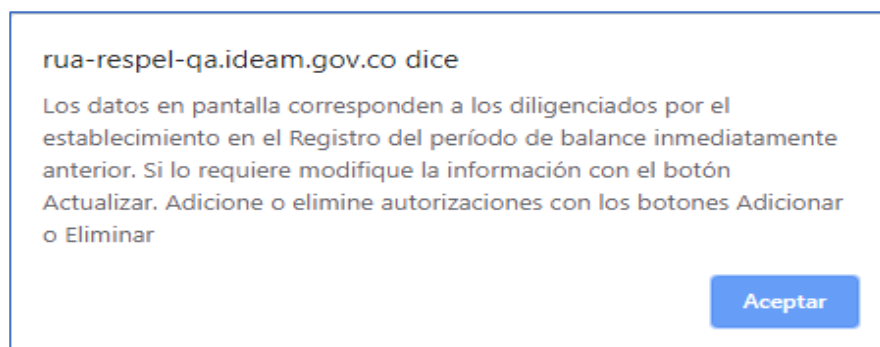 rua-respel-qa.ideam.gov.co dice
Los datos en pantalla corresponden a los diligenciados por el
establecimiento en el Registro del período de balance inmediatamente
anterior. Si lo requiere modifique la información con el botón
Actualizar. Adicione o elimine autorizaciones con los botones Adicionar
o Eliminar
Aceptar